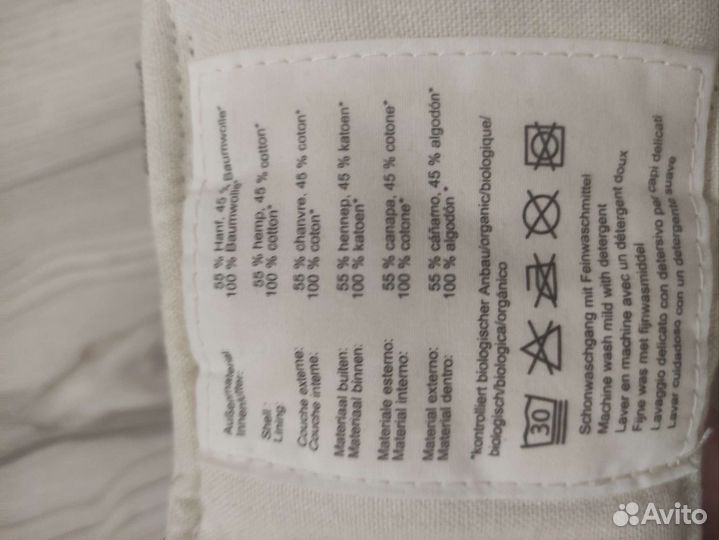 Außenmaterial: 55 % Hanf, 45 % Baumwolle*
Innenfutter: 100 % Baumwolle*
Shell: 55 % hemp, 45 % cotton*
Lining: 100 % cotton*
Couche externe: 55 % chanvre, 45 % coton*
Couche interne: 100 % coton*
Materiaal buiten: 55 % hennep, 45 % katoen*
Materiaal binnen: 100 % katoen*
Materiale esterno: 55 % canapa, 45 % cotone*
Material interno: 100 % cotone*
Material externo: 55 % cáñamo, 45 % algodón*
Material dentro: 100 % algodón*
*kontrolliert biologischer Anbau/organic/biologique/
biologisch/biologica/orgánico
30
Schonwaschgang mit Feinwaschmittel
Machine wash mild with detergent
Laver en machine avec un détergent doux
Fijne was met fijnwasmiddel
Lavaggio delicato con detersivo per capi delicati
Lavar cuidadoso con un detergente suave
Avito